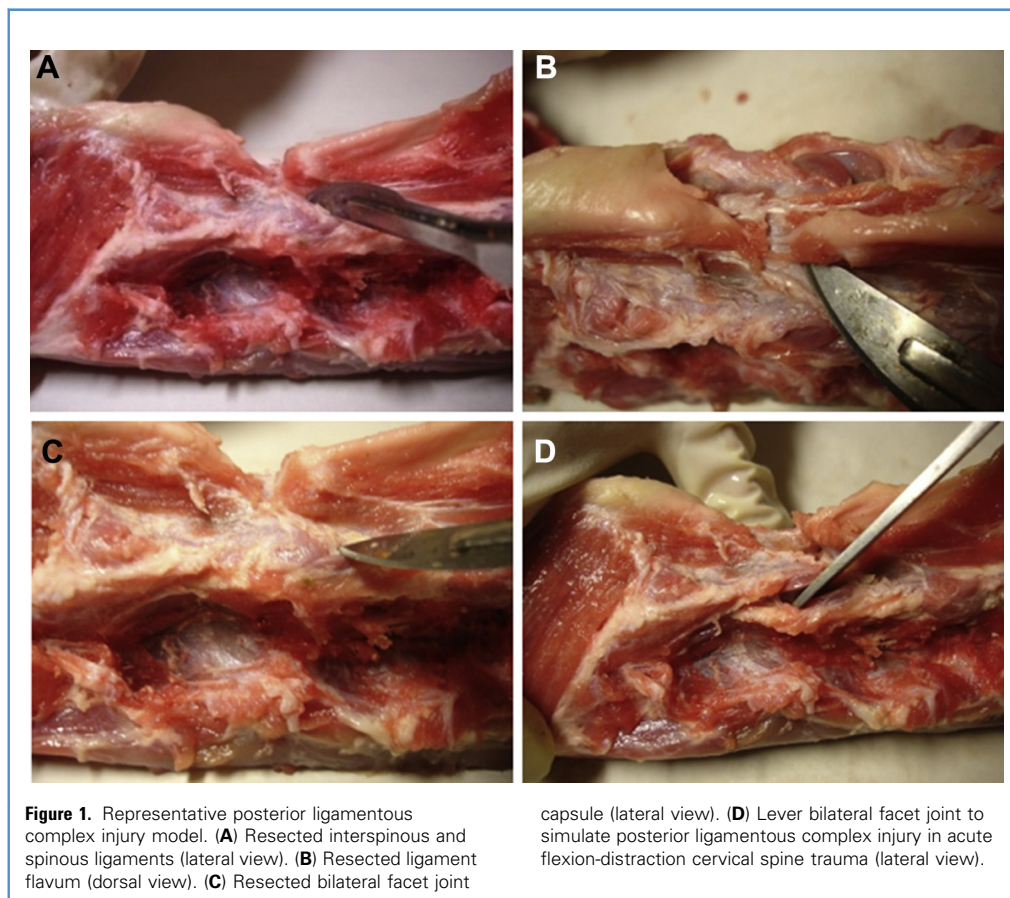 A
B
C
D
Figure 1. Representative posterior ligamentous
complex injury model. (A) Resected interspinous and
spinous ligaments (lateral view). (B) Resected ligament
flavum (dorsal view). (C) Resected bilateral facet joint
capsule (lateral view). (D) Lever bilateral facet joint to
simulate posterior ligamentous complex injury in acute
flexion-distraction cervical spine trauma (lateral view).